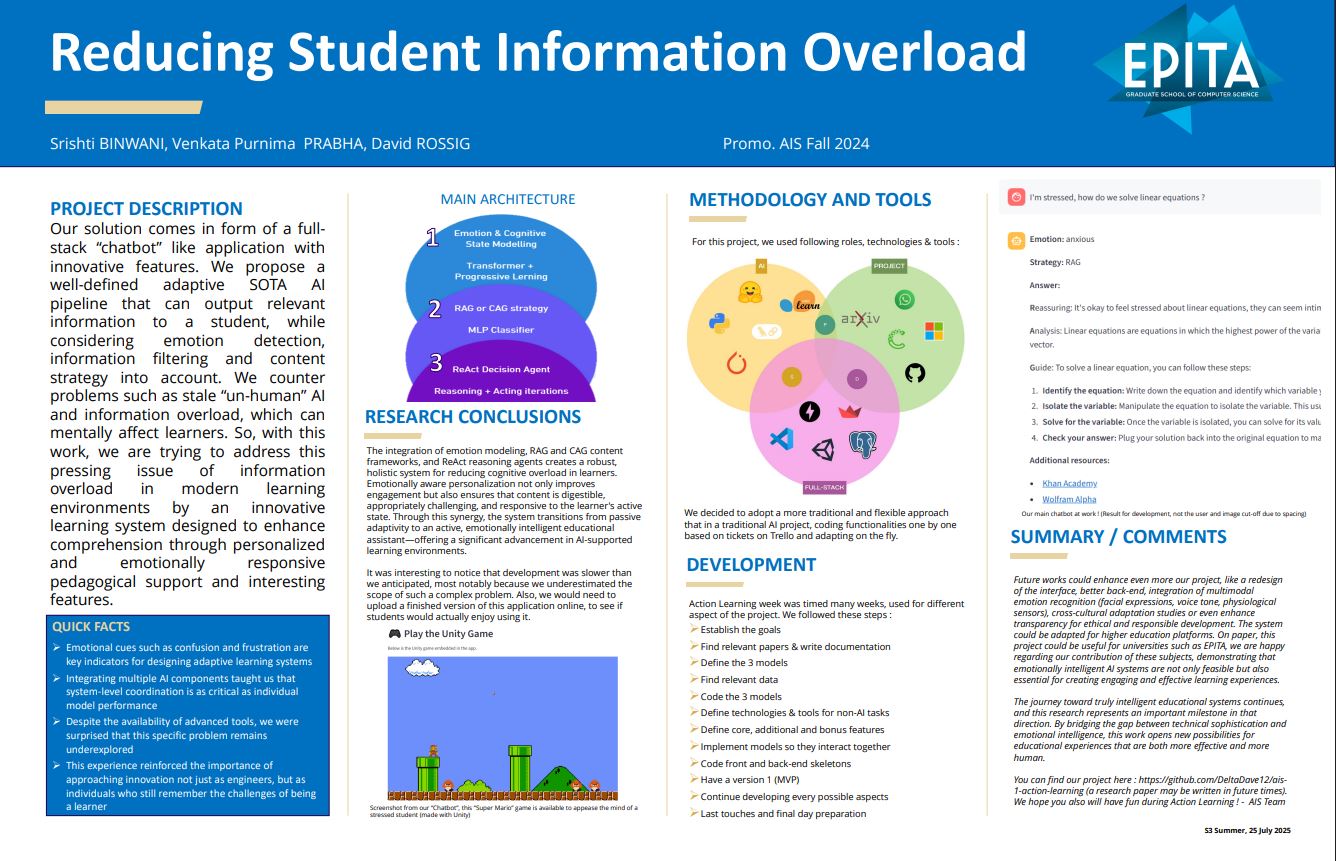 Reducing Student Information Overload
EPITA
GRADUATE SCHOOL OF COMPUTER SCIENCE
Srishti BINWANI, Venkata Purnima  PRABHA, David ROSSIG
Promo. AIS Fall 2024
PROJECT DESCRIPTION
Our solution comes in form of a full-
stack “chatbot” like application with
innovative features. We propose a
well-defined adaptive SOTA AI
pipeline that can output relevant
information to a student, while
considering emotion detection,
information filtering and content
strategy into account. We counter
problems such as stale “un-human” AI
and information overload, which can
mentally affect learners. So, with this
work, we are trying to address this
pressing issue of information
overload in modern learning
environments by an innovative
learning system designed to enhance
comprehension through personalized
and emotionally responsive
pedagogical support and interesting
features.
QUICK FACTS
➢ Emotional cues such as confusion and frustration are
key indicators for designing adaptive learning systems
➢ Integrating multiple AI components taught us that
system-level coordination is as critical as individual
model performance
➢ Despite the availability of advanced tools, we were
surprised that this specific problem remains
underexplored
➢ This experience reinforced the importance of
approaching innovation not just as engineers, but as
individuals who still remember the challenges of being
a learner
MAIN ARCHITECTURE
1
Emotion & Cognitive
State Modelling
Transformer +
Progressive Lerning
2
RAG or CAG strategy
MLP Classifier
3
ReAct Decision Agent
Reasoning + Acting iterations
RESEARCH CONCLUSIONS
The integration of emotion modeling, RAG and CAG content
frameworks, and ReAct reasoning agents creates a robust,
holistic system for reducing cognitive overload in learners.
Emotionally aware personalization not only improves
engagement but also ensures that content is digestible,
appropriately challenging, and responsive to the learner's active
state. Through this synergy, the system transitions from passive
adaptivity to an active, emotionally intelligent educational
assistant—offering a significant advancement in AI-supported
learning environments.
It was interesting to notice that development was slower than
we anticipated, most notably because we underestimated the
scope of such a complex problem. Also, we would need to
upload a finished version of this application online, to see if
students would actually enjoy using it.
🎮 Play the Unity Game
Below is the Unity game embedded in the app.
Screenshot from our “Chatbot”, this “Super Mario” game is available to appease the mind of a
stressed student (made with Unity)
METHODOLOGY AND TOOLS
For this project, we used following roles, technologies & tools :
AI
PROJECT
learn
arXiv
P
S
D
FULL-STACK
We decided to adopt a more traditional and flexible approach
that in a traditional AI project, coding functionalities one by one
based on tickets on Trello and adapting on the fly.
DEVELOPMENT
Action Learning week was timed many weeks, used for different
aspect of the project. We followed these steps :
➢Establish the goals
➢Find relevant papers & write documentation
➢Define the 3 models
➢Find relevant data
➢Code the 3 models
➢Define technologies & tools for non-AI tasks
➢Define core, additional and bonus features
➢Implement models so they interact together
➢Code front and back-end skeletons
➢Have a version 1 (MVP)
➢Continue developing every possible aspects
➢Last touches and final day preparation
I'm stressed, how do we solve linear equations ?
Emotion: anxious
Strategy: RAG
Answer:
Reassuring: It's okay to feel stressed about linear equations, they can seem intin
Analysis: Linear equations are equations in which the highest power of the varia
vector.
Guide: To solve a linear equation, you can follow these steps:
1. Identify the equation: Write down the equation and identify which variable y
2. Isolate the variable: Manipulate the equation to isolate the variable. This usu
3. Solve for the variable: Once the variable is isolated, you can solve for its valu
4. Check your answer: Plug your solution back into the original equation to ma
Additional resources:
• Khan Academy
• Wolfram Alpha
Our main chatbot at work ! (Result for development, not the user and image cut-off due to spacing)
SUMMARY / COMMENTS
Future works could enhance even more our project, like a redesign
of the interface, better back-end, integration of multimodal
emotion recognition (facial expressions, voice tone, physiological
sensors), cross-cultural adaptation studies or even enhance
transparency for ethical and responsible development. The system
could be adapted for higher education platforms. On paper, this
project could be useful for universities such as EPITA, we are happy
regarding our contribution of these subjects, demonstrating that
emotionally intelligent AI systems are not only feasible but also
essential for creating engaging and effective learning experiences.
The journey toward truly intelligent educational systems continues,
and this research represents an important milestone in that
direction. By bridging the gap between technical sophistication and
emotional intelligence, this work opens new possibilities for
educational experiences that are both more effective and more
human.
You can find our project here : https://github.com/DeltaDave12/ais-
1-action-learning (a research paper may be written in future times).
We hope you also will have fun during Action Learning ! -  AIS Team
S3 Summer, 25 July 2025